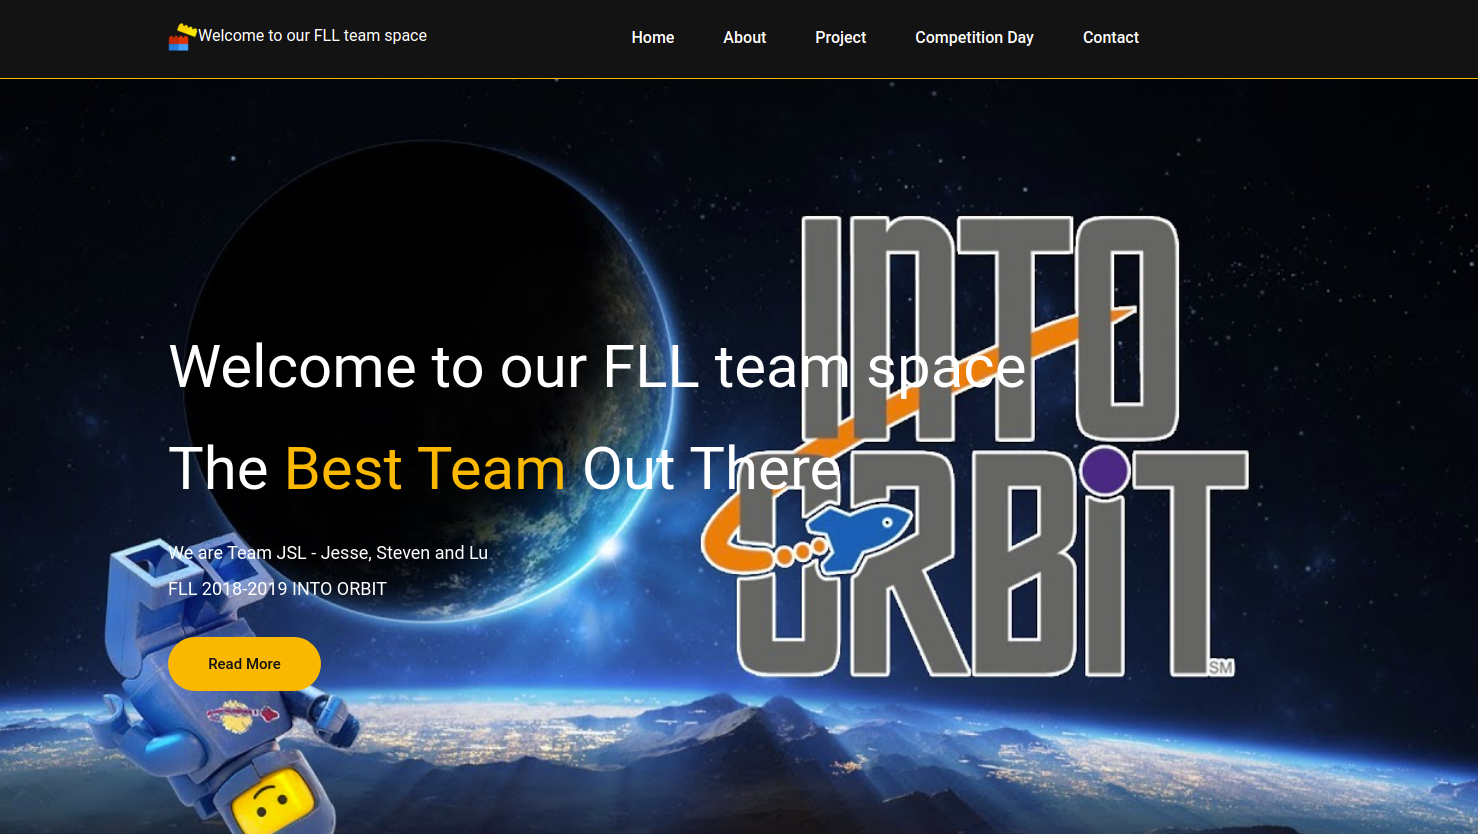 Welcome to our FLL team space
Home
About
Project
Competition Day
Contact
INTO
ORBiT
SM
Welcome to our FLL team space
The Best Team Out There
We are Team JSL - Jesse, Steven and Lu
FLL 2018-2019 INTO ORBIT
Read More